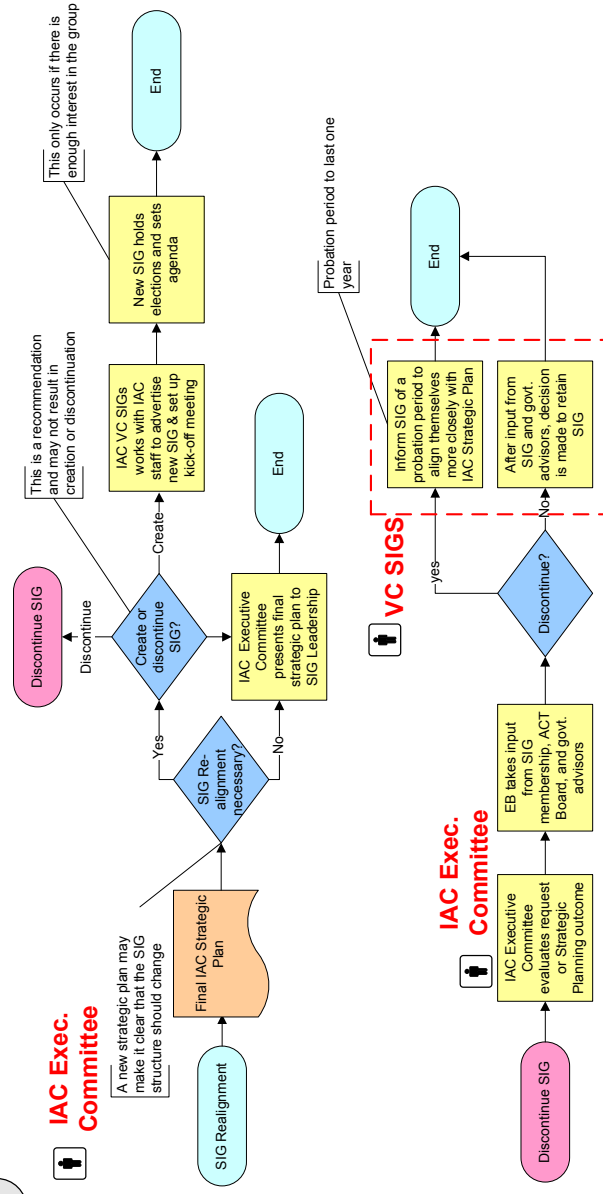 IAC Exec.
Committee
A new strategic plan may
make it clear that the SIG
structure should change
SIG Realignment
Final IAC Strategic
Plan
SIG Re-
alignment
necessary?
Yes
No
This is a recommendation
and may not result in
creation or discontinuation
Create or
discontinue
SIG?
Discontinue
Discontinue SIG
Create
IAC VC SIGs
works with IAC
staff to advertise
new SIG & set up
kick-off meeting
New SIG holds
elections and sets
agenda
This only occurs if there is
enough interest in the group
End
IAC Executive
Committee
presents final
strategic plan to
SIG Leadership
End
IAC Exec.
Committee
Discontinue SIG
IAC Executive
Committee
evaluates request
or Strategic
Planning outcome
EB takes input
from SIG
membership, ACT
Board, and govt.
advisors
Discontinue?
yes
No
VC SIGS
Inform SIG of a
probation period to
align themselves
more closely with
IAC Strategic Plan
Probation period to last one
year
After input from
SIG and govt.
advisors, decision
is made to retain
SIG
End